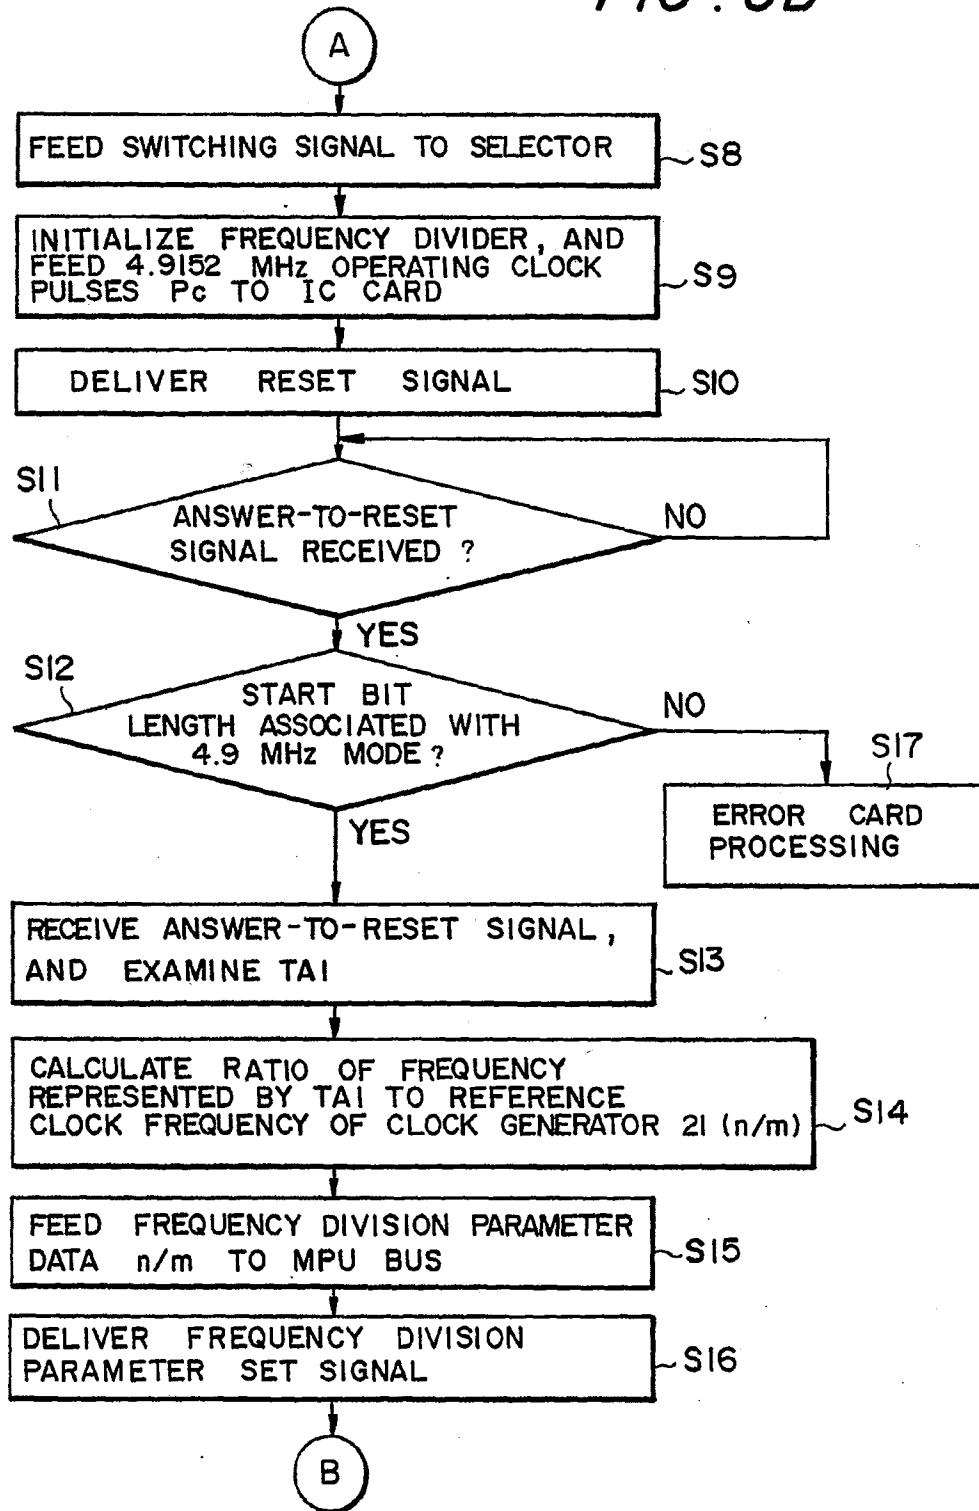 A
FEED SWITCHING SIGNAL TO SELECTOR
S8
INITIALIZE FREQUENCY DIVIDER, AND
FEED 4.9152 MHz OPERATING CLOCK
PULSES Pc TO IC CARD
S9
DELIVER RESET SIGNAL
S10
S11
ANSWER-TO-RESET
SIGNAL RECEIVED ?
NO
YES
S12
START BIT
LENGTH ASSOCIATED WITH
4.9 MHz MODE ?
NO
S17
ERROR CARD
PROCESSING
YES
RECEIVE ANSWER-TO-RESET SIGNAL,
AND EXAMINE TA1
S13
CALCULATE RATIO OF FREQUENCY
REPRESENTED BY TA1 TO REFERENCE
CLOCK FREQUENCY OF CLOCK GENERATOR 21 (n/m)
S14
FEED FREQUENCY DIVISION PARAMETER
DATA n/m TO MPU BUS
S15
DELIVER FREQUENCY DIVISION
PARAMETER SET SIGNAL
S16
B